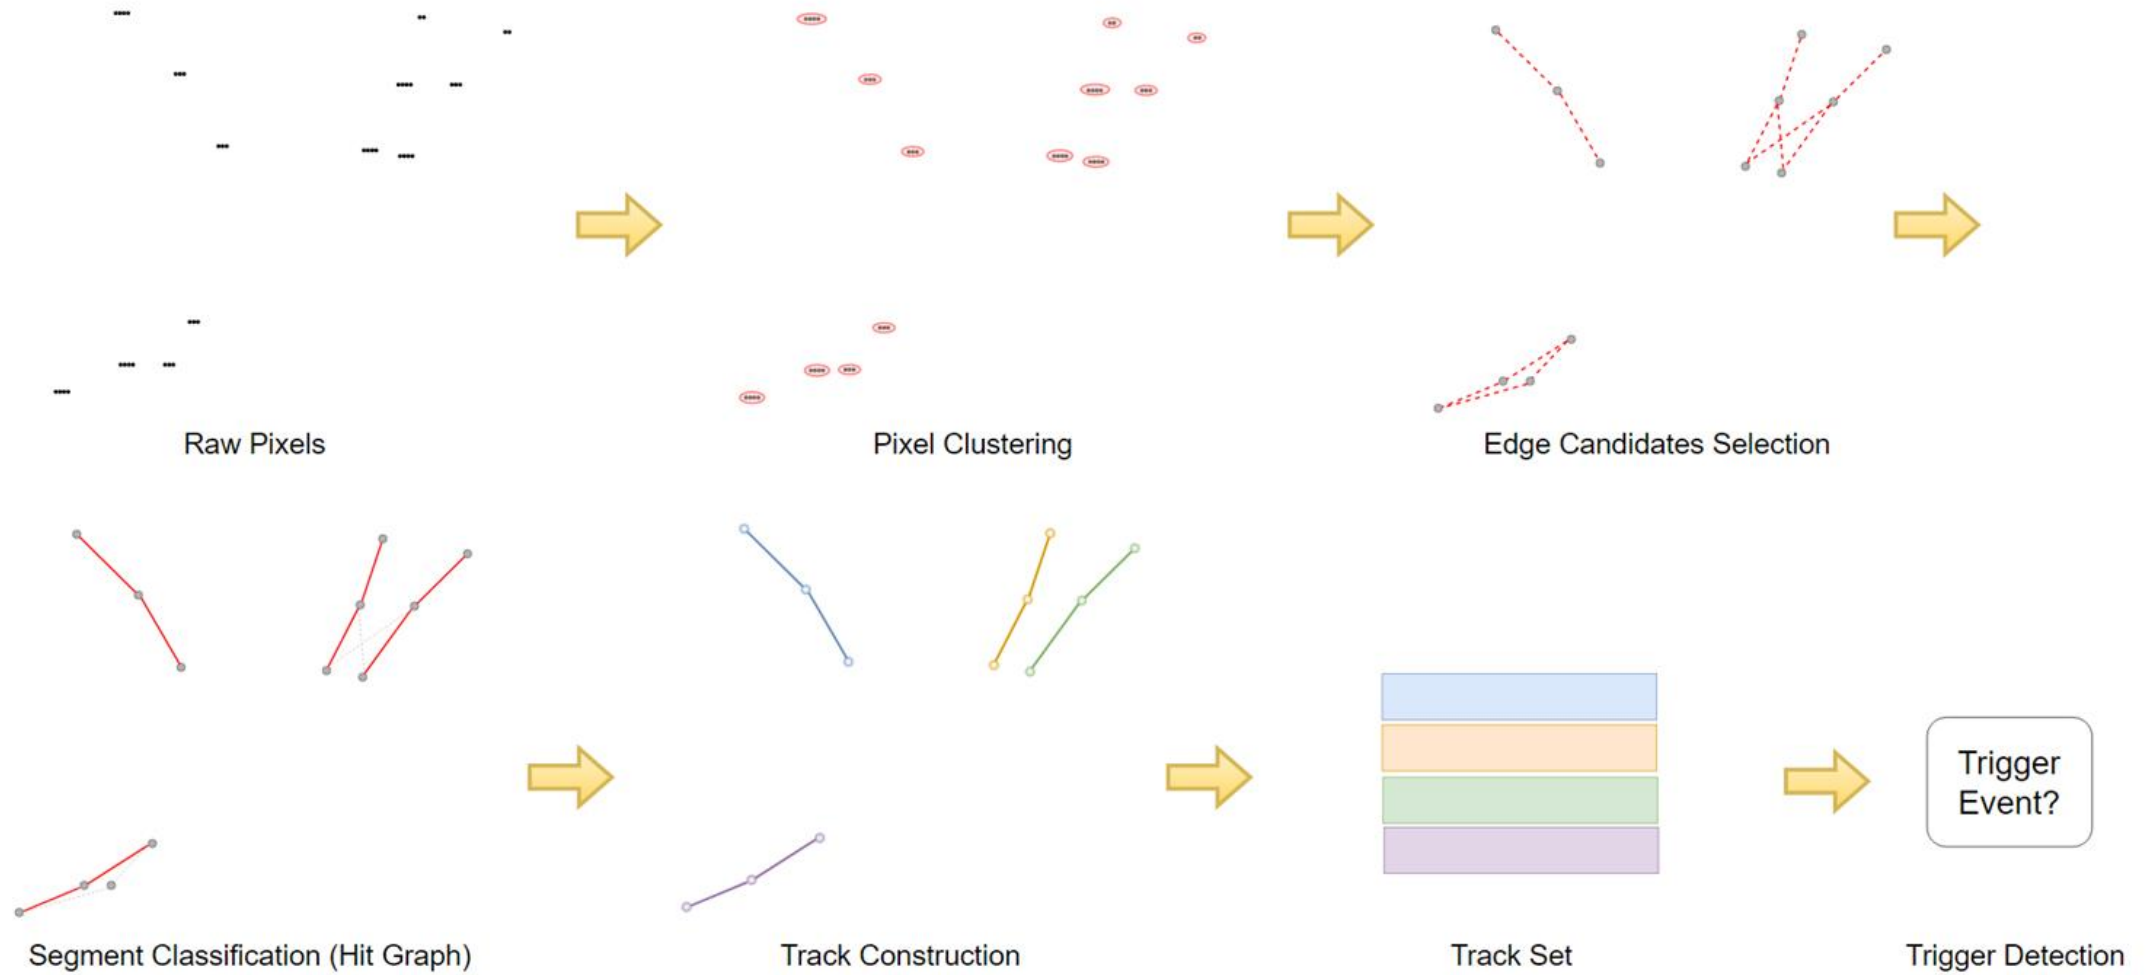 Raw Pixels
Pixel Clustering
Edge Candidates Selection
Trigger
Event?
Segment Classification (Hit Graph)
Track Construction
Track Set
Trigger Detection